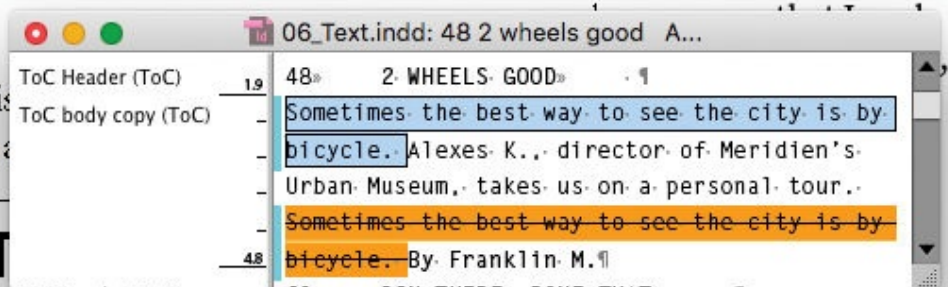 06_Text.indd: 48 2 wheels good A...
ToC Header (ToC)
1.9
48» 2 WHEELS GOOD» ¶
ToC body copy (ToC)
Sometimes the best way to see the city is by
bicycle. Alexes K., director of Meridien's
Urban Museum, takes us on a personal tour.
Sometimes the best way to see the city is by
4.8
bicycle. By Franklin M.¶